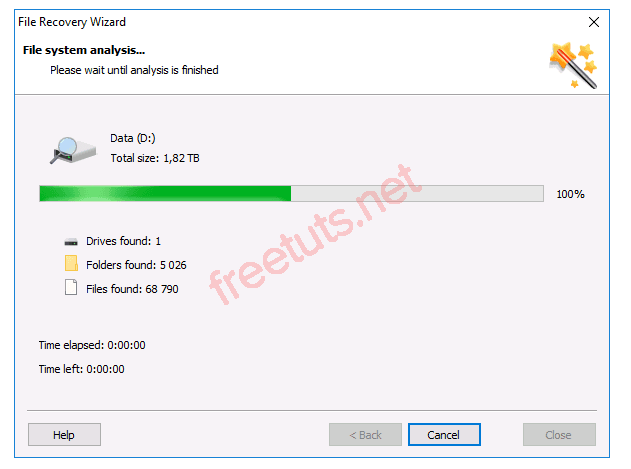 File Recovery Wizard
File system analysis...
Please wait until analysis is finished
Data (D:)
Total size: 1,82 TB
100%
Drives found: 1
Folders found: 5 026
Files found: 68 790
freetuts.net
Time elapsed: 0:00:00
Time left: 0:00:00
Help
< Back
Cancel
Close